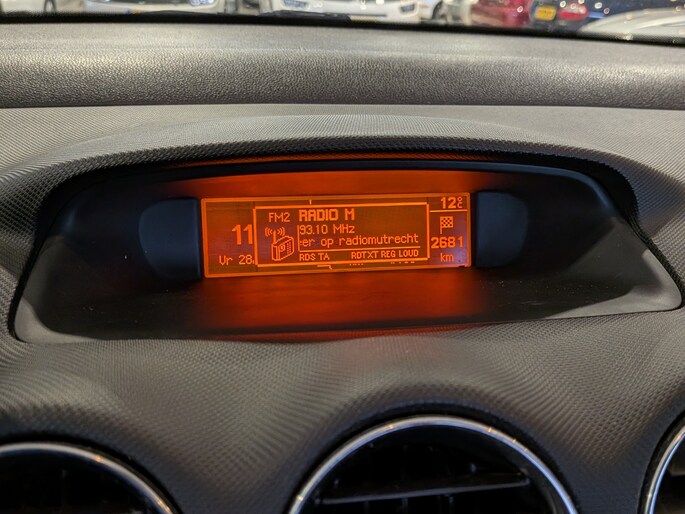 FM2 RADIO M
93.10 MHz
er op radiomutrecht
RDS TA RDTXT REG LOUD
11
Vr 28
12°C
2681
km